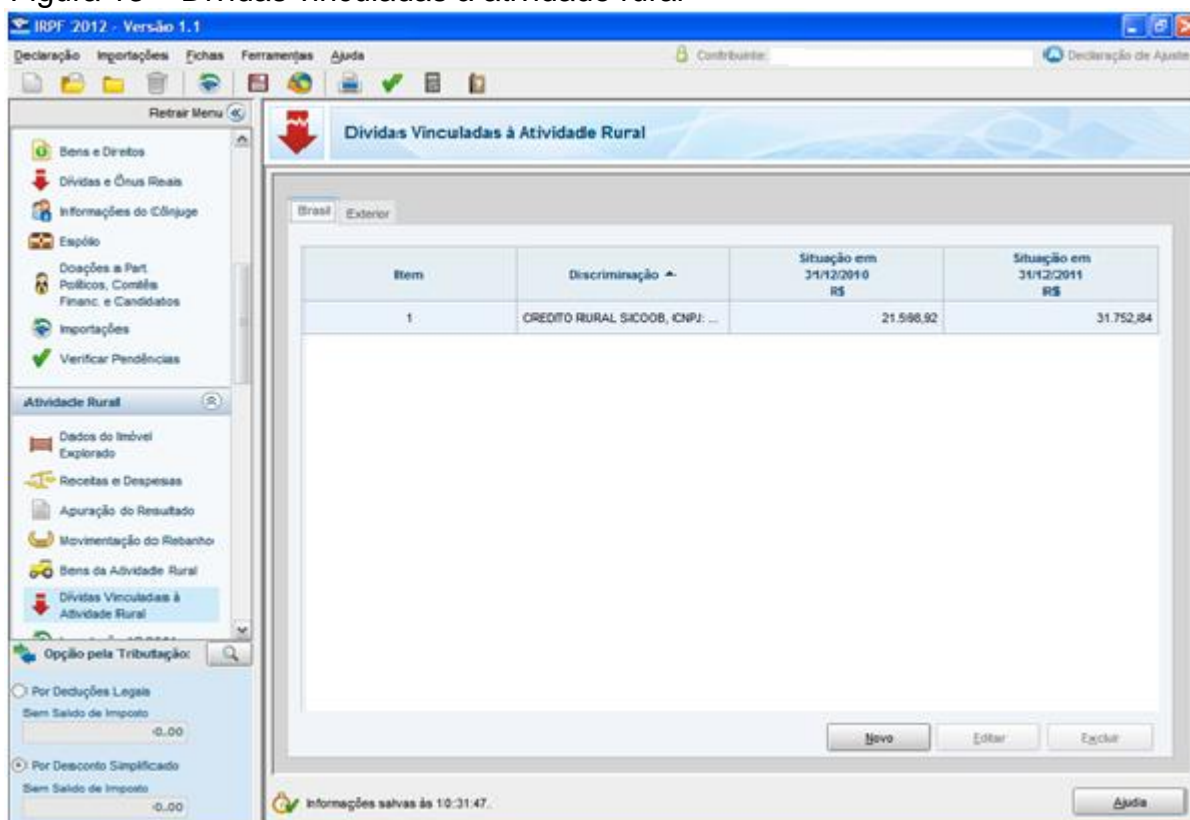 Figura 18 – Dívidas vinculadas à atividade rural
IRPF 2012 - Versão 1.1
Declaração Importações Fichas Ferramentas Ajuda
Contribuinte:
Declaração de Ajuste
Retrair Menu
Bens e Direitos
Dívidas e Ônus Reais
Informações do Cônjuge
Espólio
Doações a Part.
Políticos, Comitês
Financ. e Candidatos
Importações
Verificar Pendências
Atividade Rural
Dados do Imóvel
Explorado
Receitas e Despesas
Apuração do Resultado
Movimentação do Rebanho
Bens da Atividade Rural
Dívidas Vinculadas à
Atividade Rural
Opção pela Tributação:
Por Deduções Legais
Sem Saldo de Imposto
0,00
Por Desconto Simplificado
Sem Saldo de Imposto
0,00
Dívidas Vinculadas à Atividade Rural
Brasil Exterior
Item
Discriminação
Situação em
31/12/2010
R$
Situação em
31/12/2011
R$
1 CREDITO RURAL SICOOB, CNPJ: ... 21.598,92 31.752,84
Novo Editar Excluir
Informações salvas às 10:31:47.
Ajuda